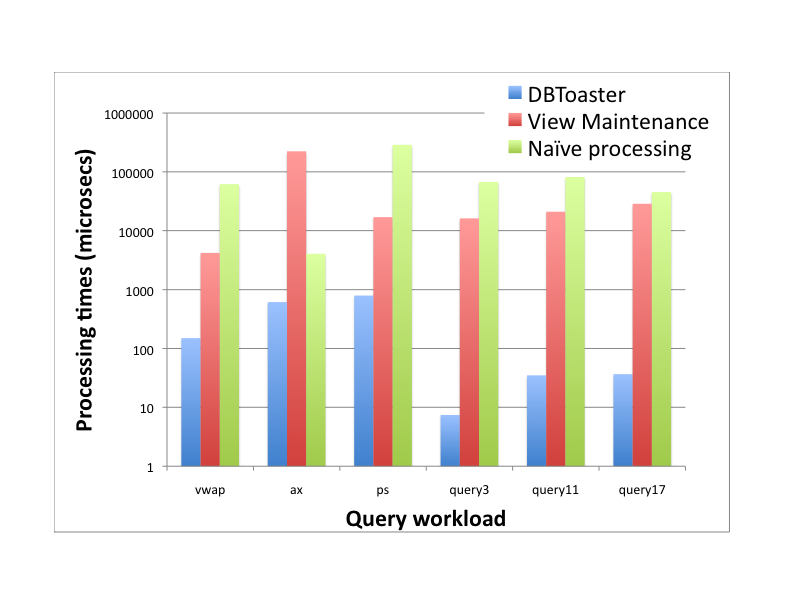 DBToaster
View Maintenance
Naïve processing
1000000
100000
10000
1000
100
10
1
Processing times (microsecs)
vwap ax ps query3 query11 query17
Query workload